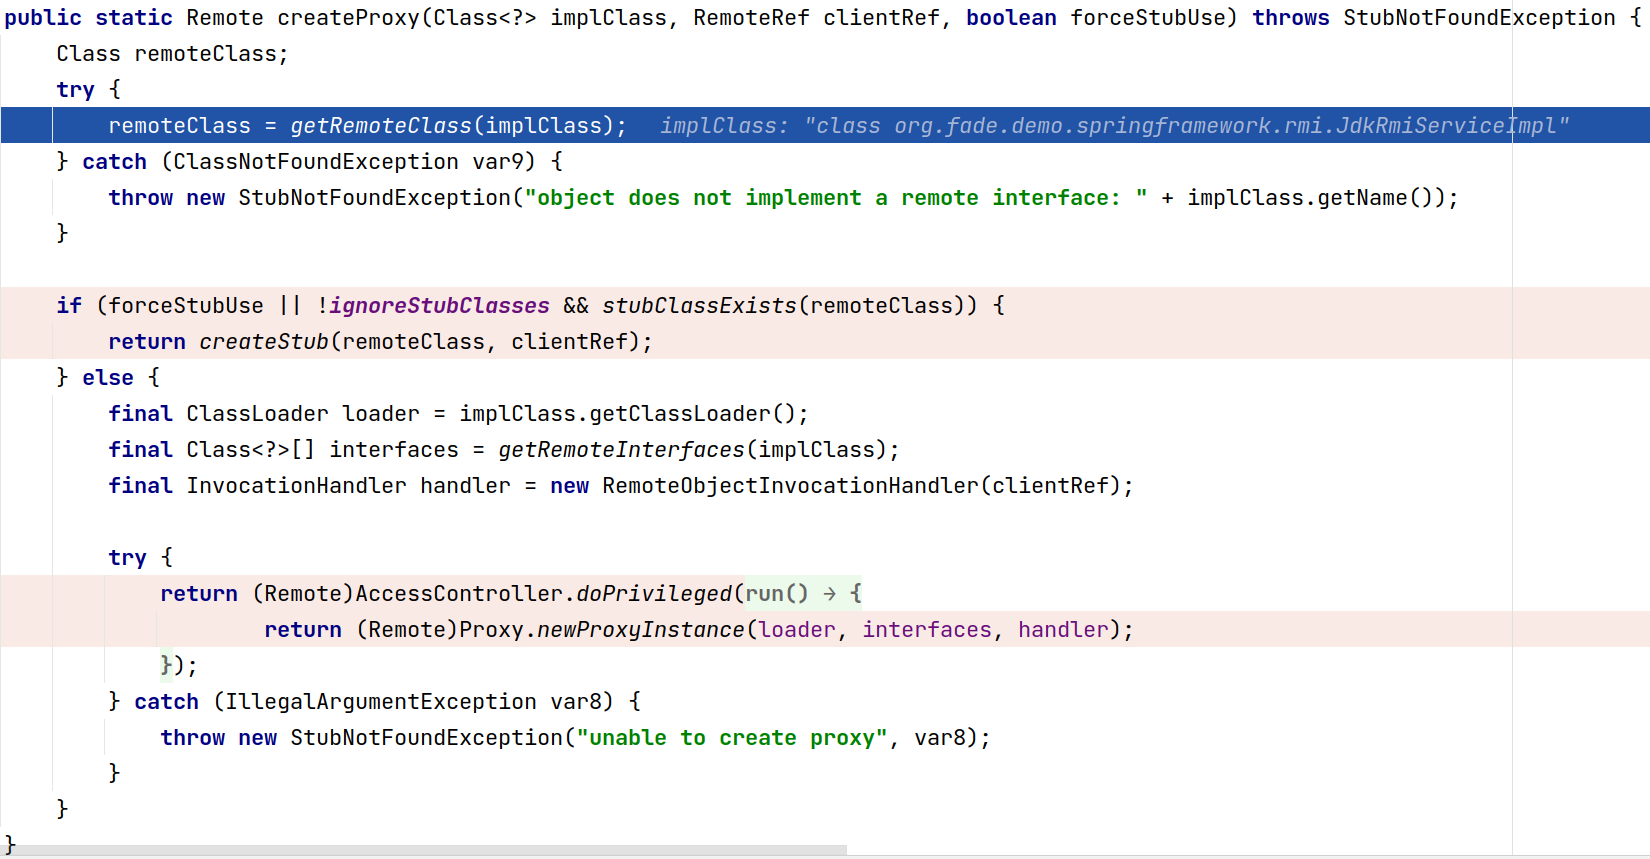 public static Remote createProxy(Class<?> implClass, RemoteRef clientRef, boolean forceStubUse) throws StubNotFoundException {
    Class remoteClass;
    try {
        remoteClass = getRemoteClass(implClass);   implClass: "class org.fade.demo.springframework.rmi.JdkRmiServiceImpl"
    } catch (ClassNotFoundException var9) {
        throw new StubNotFoundException("object does not implement a remote interface: " + implClass.getName());
    }

    if (forceStubUse || !ignoreStubClasses && stubClassExists(remoteClass)) {
        return createStub(remoteClass, clientRef);
    } else {
        final ClassLoader loader = implClass.getClassLoader();
        final Class<?>[] interfaces = getRemoteInterfaces(implClass);
        final InvocationHandler handler = new RemoteObjectInvocationHandler(clientRef);

        try {
            return (Remote)AccessController.doPrivileged(run() → {
                    return (Remote)Proxy.newProxyInstance(loader, interfaces, handler);
            });
        } catch (IllegalArgumentException var8) {
            throw new StubNotFoundException("unable to create proxy", var8);
        }
    }
}